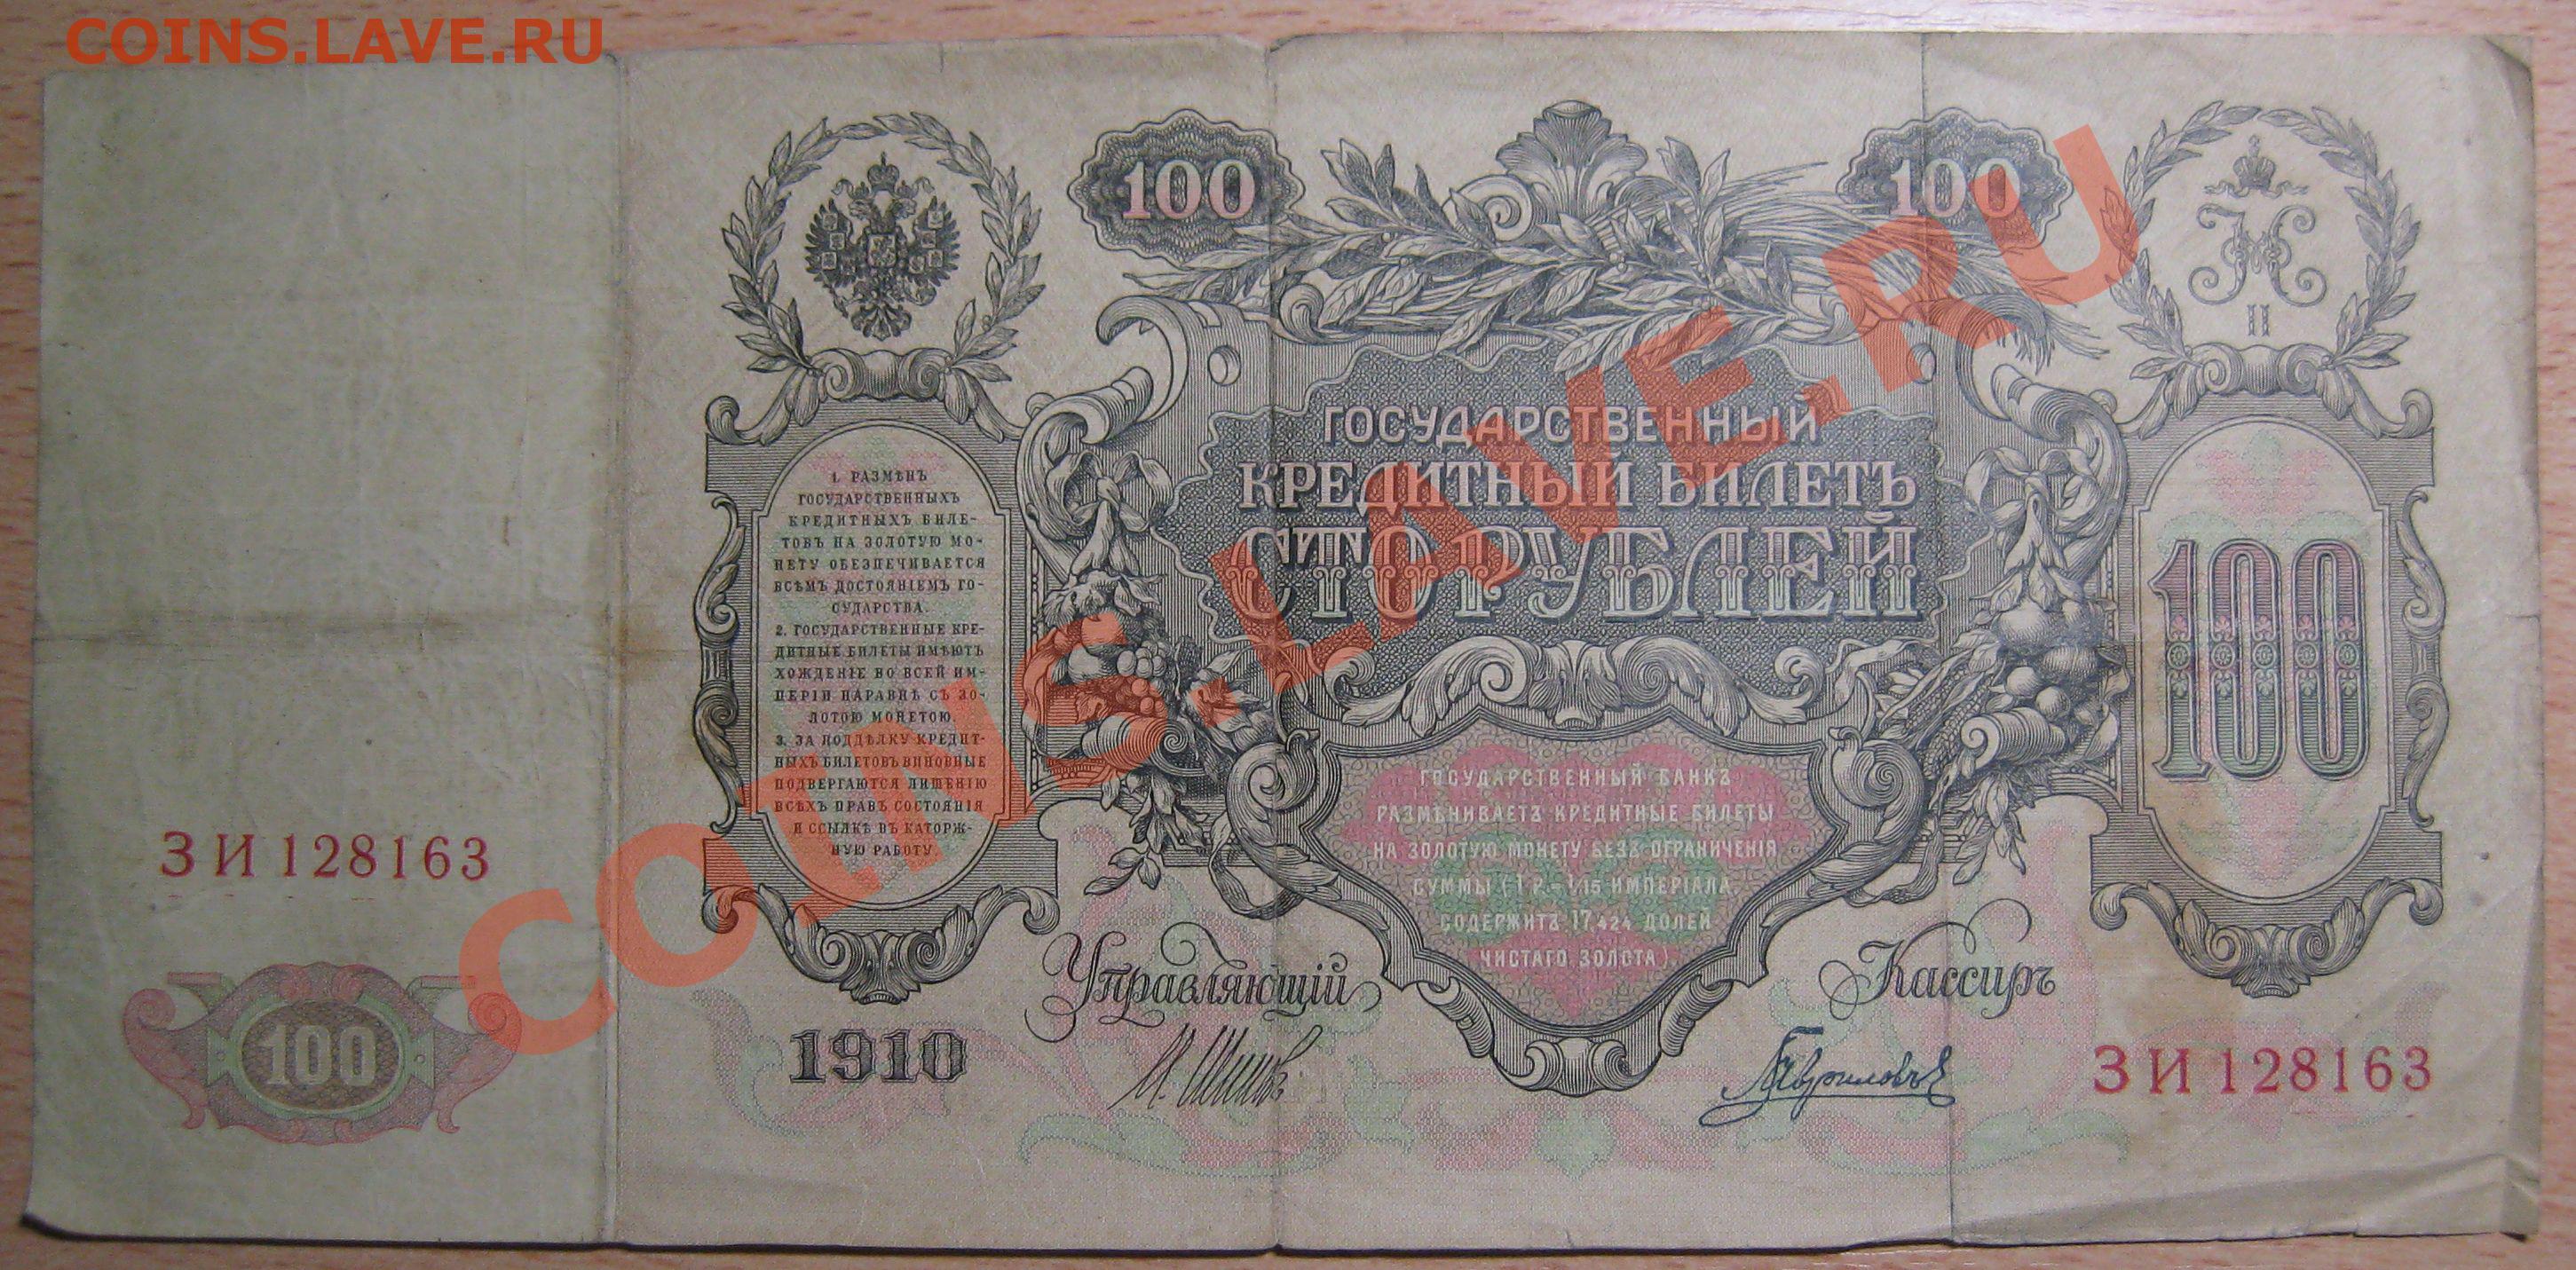 COINS.LAVE.RU
100
100
II
ГОСУДАРСТВЕННЫЙ
КРЕДИТНЫЙ БИЛЕТЪ
СТО РУБЛЕЙ
1. РАЗМѢНЪ
ГОСУДАРСТВЕННЫХЪ
КРЕДИТНЫХЪ БИЛЕ-
ТОВЪ НА ЗОЛОТУЮ МО-
НЕТУ ОБЕЗПЕЧИВАЕТСЯ
ВСѢМЪ ДОСТОЯНІЕМЪ ГО-
СУДАРСТВА.
2. ГОСУДАРСТВЕННЫЕ КРЕ-
ДИТНЫЕ БИЛЕТЫ ИМѢЮТЪ
ХОЖДЕНІЕ ВО ВСЕЙ ИМ-
ПЕРІИ НАРАВНѢ СЪ ЗО-
ЛОТОЮ МОНЕТОЮ.
3. ЗА ПОДДѢЛКУ КРЕДИТ-
НЫХЪ БИЛЕТОВЪ ВИНОВНЫЕ
ПОДВЕРГАЮТСЯ ЛИШЕНІЮ
ВСѢХЪ ПРАВЪ СОСТОЯНІЯ
И ССЫЛКѢ ВЪ КАТОРЖ-
НУЮ РАБОТУ.
100
ГОСУДАРСТВЕННЫЙ БАНКЪ
РАЗМѢНИВАЕТЪ КРЕДИТНЫЕ БИЛЕТЫ
НА ЗОЛОТУЮ МОНЕТУ БЕЗЪ ОГРАНИЧЕНІЯ
СУММЫ (1 Р.–1/15 ИМПЕРІАЛА,
СОДЕРЖИТЪ 17,424 ДОЛЕЙ
ЧИСТАГО ЗОЛОТА).
ЗИ 128163
100
1910
Управляющій
И. Шиповъ
Кассиръ
Гавриловъ
ЗИ 128163
COINS.LAVE.RU